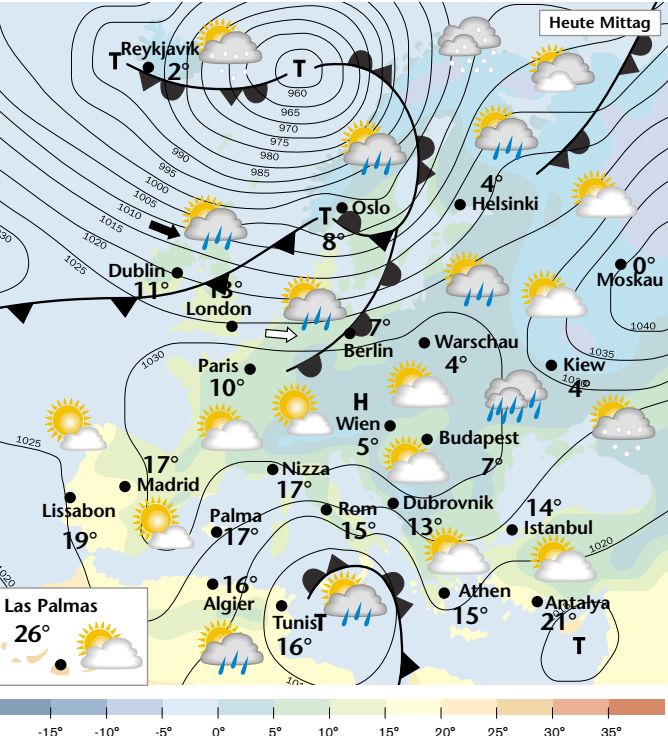 Heute Mittag
Reykjavik
T
2°
T
960
965
970
975
980
985
990
995
1000
1005
1010
1015
1020
1025
4°
Helsinki
T
Oslo
8°
0°
Moskau
Dublin
11°
13°
London
7°
Berlin
Warschau
4°
1040
1035
1030
Kiew
4°
1030
Paris
10°
H
Wien
5°
Budapest
7°
1025
17°
Madrid
Nizza
17°
Lissabon
19°
Palma
17°
Rom
15°
Dubrovnik
13°
14°
Istanbul
1020
1020
16°
Algier
Tunis
T
16°
Athen
15°
Antalya
21°
T
Las Palmas
26°
-15° -10° -5° 0° 5° 10° 15° 20° 25° 30° 35°